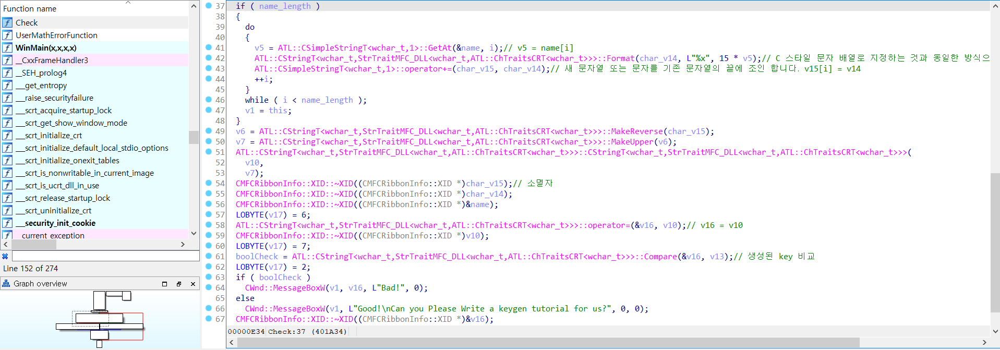 Function name
Check
UserMathErrorFunction
WinMain(x,x,x,x)
__CxxFrameHandler3
__SEH_prolog4
___get_entropy
___raise_securityfailure
___scrt_acquire_startup_lock
___scrt_get_show_window_mode
___scrt_initialize_crt
___scrt_initialize_default_local_stdio_options
___scrt_initialize_onexit_tables
___scrt_is_nonwritable_in_current_image
___scrt_is_ucrt_dll_in_use
___scrt_release_startup_lock
___scrt_uninitialize_crt
___security_init_cookie
current exception
Line 152 of 274
Graph overview
37 if ( name_length )
38 {
39 do
40 {
41 v5 = ATL::CSimpleStringT<wchar_t,1>::GetAt(&name, i);// v5 = name[i]
42 ATL::CStringT<wchar_t,StrTraitMFC_DLL<wchar_t,ATL::ChTraitsCRT<wchar_t>>>::Format(char_v14, L"%x", 15 * v5);// C 스타일 문자 배열로 지정하는 것과 동일한 방식으
43 ATL::CSimpleStringT<wchar_t,1>::operator+=(char_v15, char_v14);// 새 문자열 또는 문자를 기존 문자열의 끝에 조인 합니다. v15[i] = v14
44 ++i;
45 }
46 while ( i < name_length );
47 v1 = this;
48 }
49 v6 = ATL::CStringT<wchar_t,StrTraitMFC_DLL<wchar_t,ATL::ChTraitsCRT<wchar_t>>>::MakeReverse(char_v15);
50 v7 = ATL::CStringT<wchar_t,StrTraitMFC_DLL<wchar_t,ATL::ChTraitsCRT<wchar_t>>>::MakeUpper(v6);
51 ATL::CStringT<wchar_t,StrTraitMFC_DLL<wchar_t,ATL::ChTraitsCRT<wchar_t>>>::CStringT<wchar_t,StrTraitMFC_DLL<wchar_t,ATL::ChTraitsCRT<wchar_t>>>(
52 v10,
53 v7);
54 CMFCRibbonInfo::XID::~XID((CMFCRibbonInfo::XID *)char_v15);// 소멸자
55 CMFCRibbonInfo::XID::~XID((CMFCRibbonInfo::XID *)char_v14);
56 CMFCRibbonInfo::XID::~XID((CMFCRibbonInfo::XID *)&name);
57 LOBYTE(v17) = 6;
58 ATL::CStringT<wchar_t,StrTraitMFC_DLL<wchar_t,ATL::ChTraitsCRT<wchar_t>>>::operator=(&v16, v10);// v16 = v10
59 CMFCRibbonInfo::XID::~XID((CMFCRibbonInfo::XID *)v10);
60 LOBYTE(v17) = 7;
61 boolCheck = ATL::CStringT<wchar_t,StrTraitMFC_DLL<wchar_t,ATL::ChTraitsCRT<wchar_t>>>::Compare(&v16, v13);// 생성된 key 비교
62 LOBYTE(v17) = 2;
63 if ( boolCheck )
64 CWnd::MessageBoxW(v1, v16, L"Bad!", 0);
65 else
66 CWnd::MessageBoxW(v1, L"Good!\nCan you Please Write a keygen tutorial for us?", 0, 0);
67 CMFCRibbonInfo::XID::~XID((CMFCRibbonInfo::XID *)&v16);
00000E34 Check:37 (401A34)